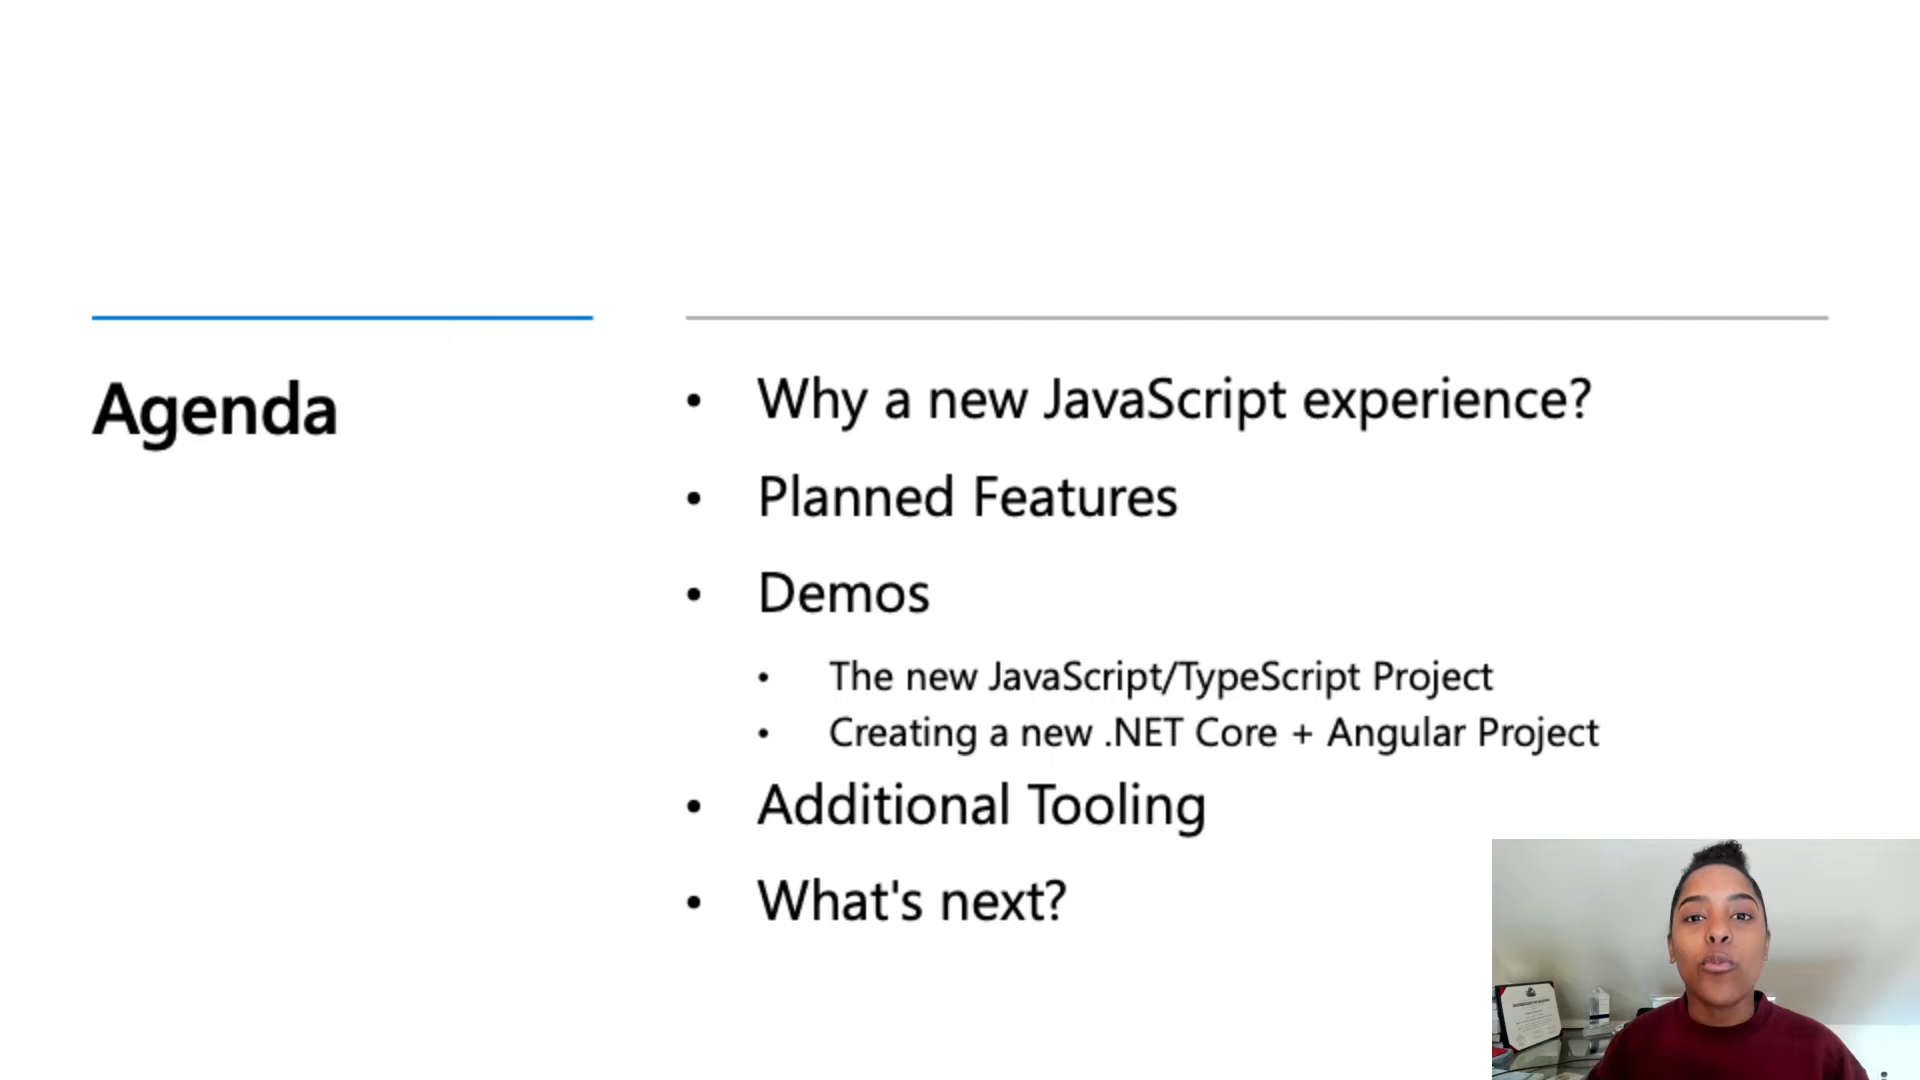 Agenda
• Why a new JavaScript experience?
• Planned Features
• Demos
• The new JavaScript/TypeScript Project
• Creating a new .NET Core + Angular Project
• Additional Tooling
• What's next?